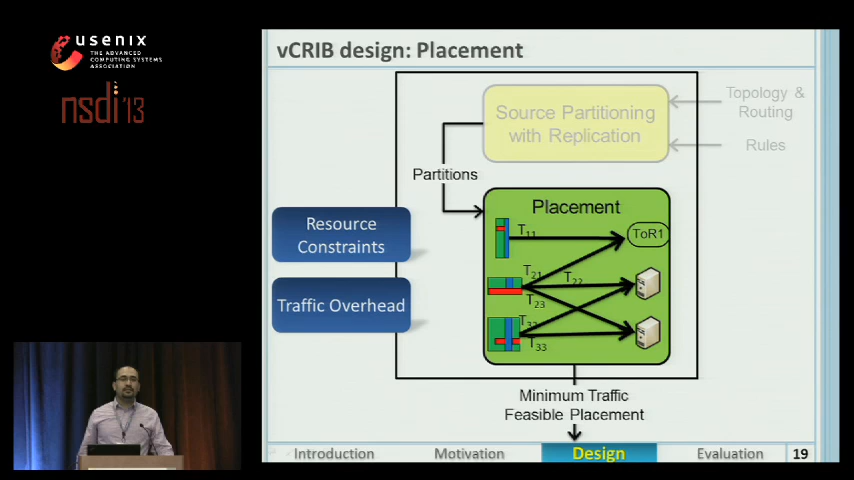 usenix
THE ADVANCED
COMPUTING SYSTEMS
ASSOCIATION
nsdi'13
vCRIB design: Placement
Source Partitioning
with Replication
Topology &
Routing
Rules
Partitions
Resource
Constraints
Traffic Overhead
Placement
T11
ToR1
T21
T22
T23
T32
T33
Minimum Traffic
Feasible Placement
Introduction
Motivation
Design
Evaluation
19